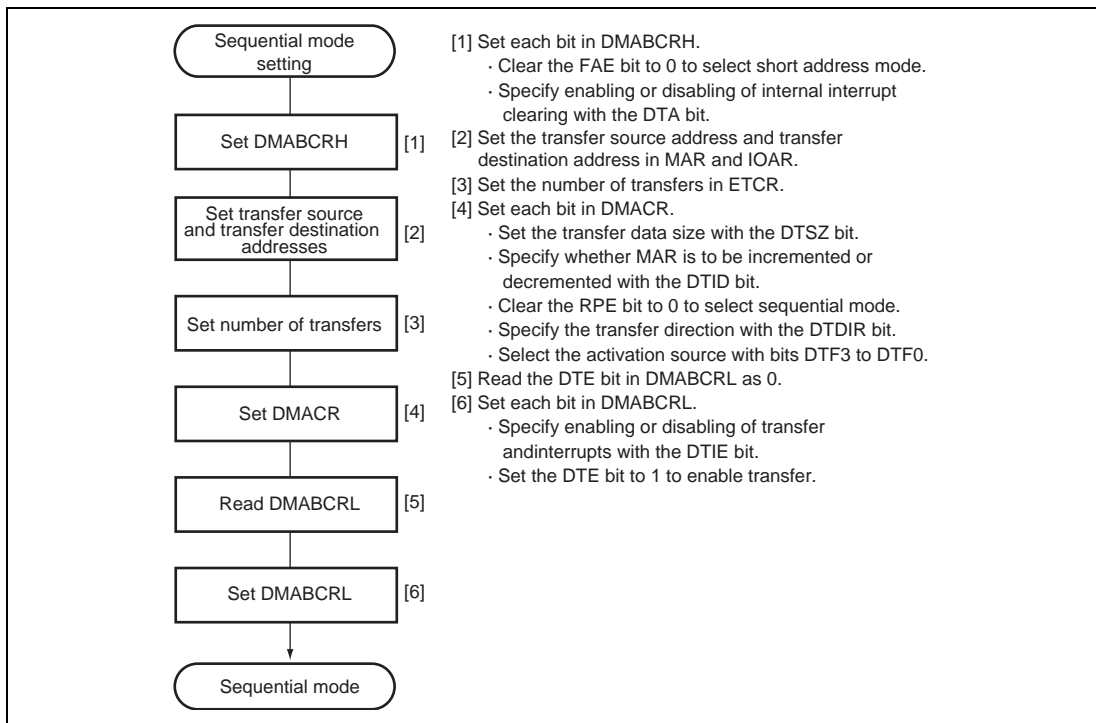 Sequential mode
setting
Set DMABCRH
[1]
Set transfer source
and transfer destination
addresses
[2]
Set number of transfers
[3]
Set DMACR
[4]
Read DMABCRL
[5]
Set DMABCRL
[6]
Sequential mode
[1] Set each bit in DMABCRH.
· Clear the FAE bit to 0 to select short address mode.
· Specify enabling or disabling of internal interrupt
clearing with the DTA bit.
[2] Set the transfer source address and transfer
destination address in MAR and IOAR.
[3] Set the number of transfers in ETCR.
[4] Set each bit in DMACR.
· Set the transfer data size with the DTSZ bit.
· Specify whether MAR is to be incremented or
decremented with the DTID bit.
· Clear the RPE bit to 0 to select sequential mode.
· Specify the transfer direction with the DTDIR bit.
· Select the activation source with bits DTF3 to DTF0.
[5] Read the DTE bit in DMABCRL as 0.
[6] Set each bit in DMABCRL.
· Specify enabling or disabling of transfer
andinterrupts with the DTIE bit.
· Set the DTE bit to 1 to enable transfer.